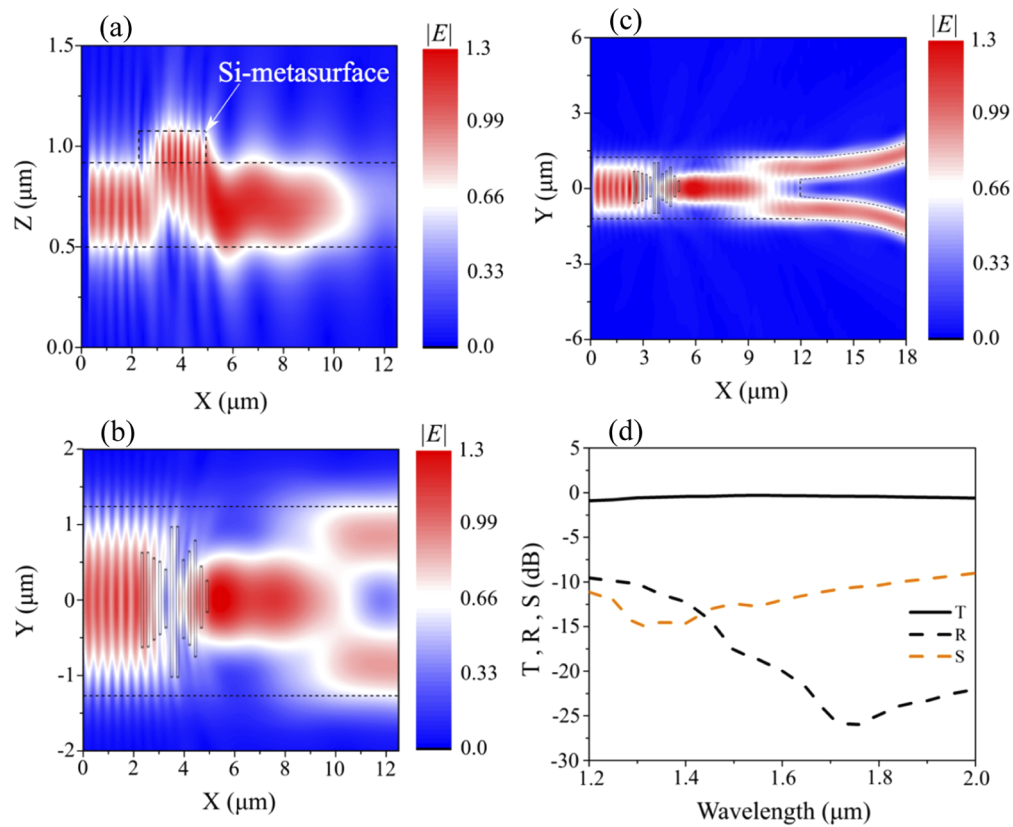 (a)
|E|
1.5
1.3
Si-metasurface
1.0
0.99
Z (μm)
0.66
0.5
0.33
0.0
0.0
0 2 4 6 8 10 12
X (μm)
(c)
|E|
6
1.3
3
0.99
Y (μm)
0
0.66
-3
0.33
-6
0.0
0 3 6 9 12 15 18
X (μm)
(b)
|E|
2
1.3
1
0.99
Y (μm)
0
0.66
-1
0.33
-2
0.0
0 2 4 6 8 10 12
X (μm)
(d)
5
0
-5
T , R , S (dB)
-10
-15
-20
-25
-30
T
R
S
1.2 1.4 1.6 1.8 2.0
Wavelength (μm)